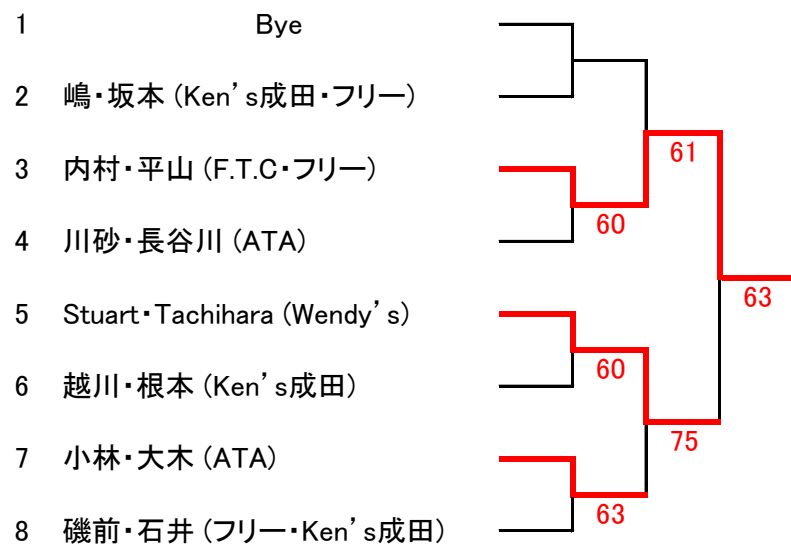 1 Bye
2 嶋・坂本 (Ken's成田・フリー)
61
3 内村・平山 (F.T.C・フリー)
60
4 川砂・長谷川 (ATA)
63
5 Stuart・Tachihara (Wendy's)
60
6 越川・根本 (Ken's成田)
75
7 小林・大木 (ATA)
63
8 磯前・石井 (フリー・Ken's成田)